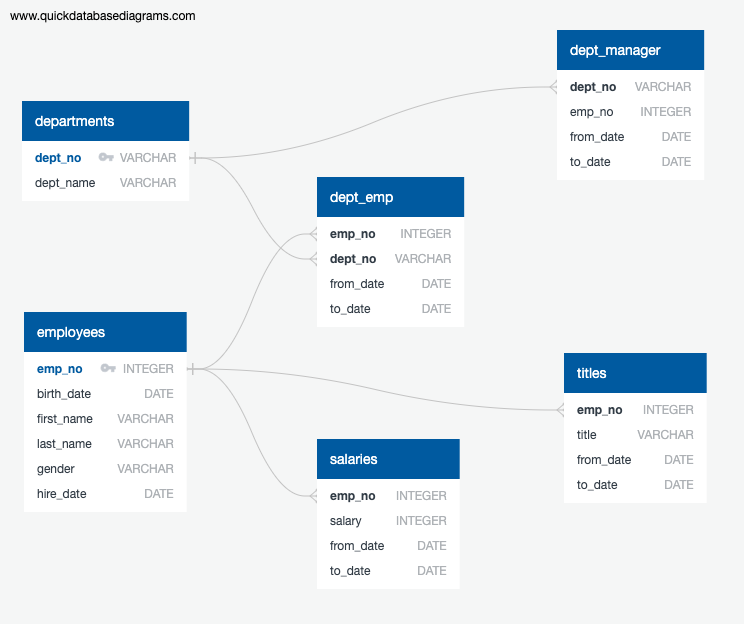 www.quickdatabasediagrams.com
dept_manager
dept_no VARCHAR
emp_no INTEGER
from_date DATE
to_date DATE
departments
dept_no VARCHAR
dept_name VARCHAR
dept_emp
emp_no INTEGER
dept_no VARCHAR
from_date DATE
to_date DATE
employees
emp_no INTEGER
birth_date DATE
first_name VARCHAR
last_name VARCHAR
gender VARCHAR
hire_date DATE
titles
emp_no INTEGER
title VARCHAR
from_date DATE
to_date DATE
salaries
emp_no INTEGER
salary INTEGER
from_date DATE
to_date DATE